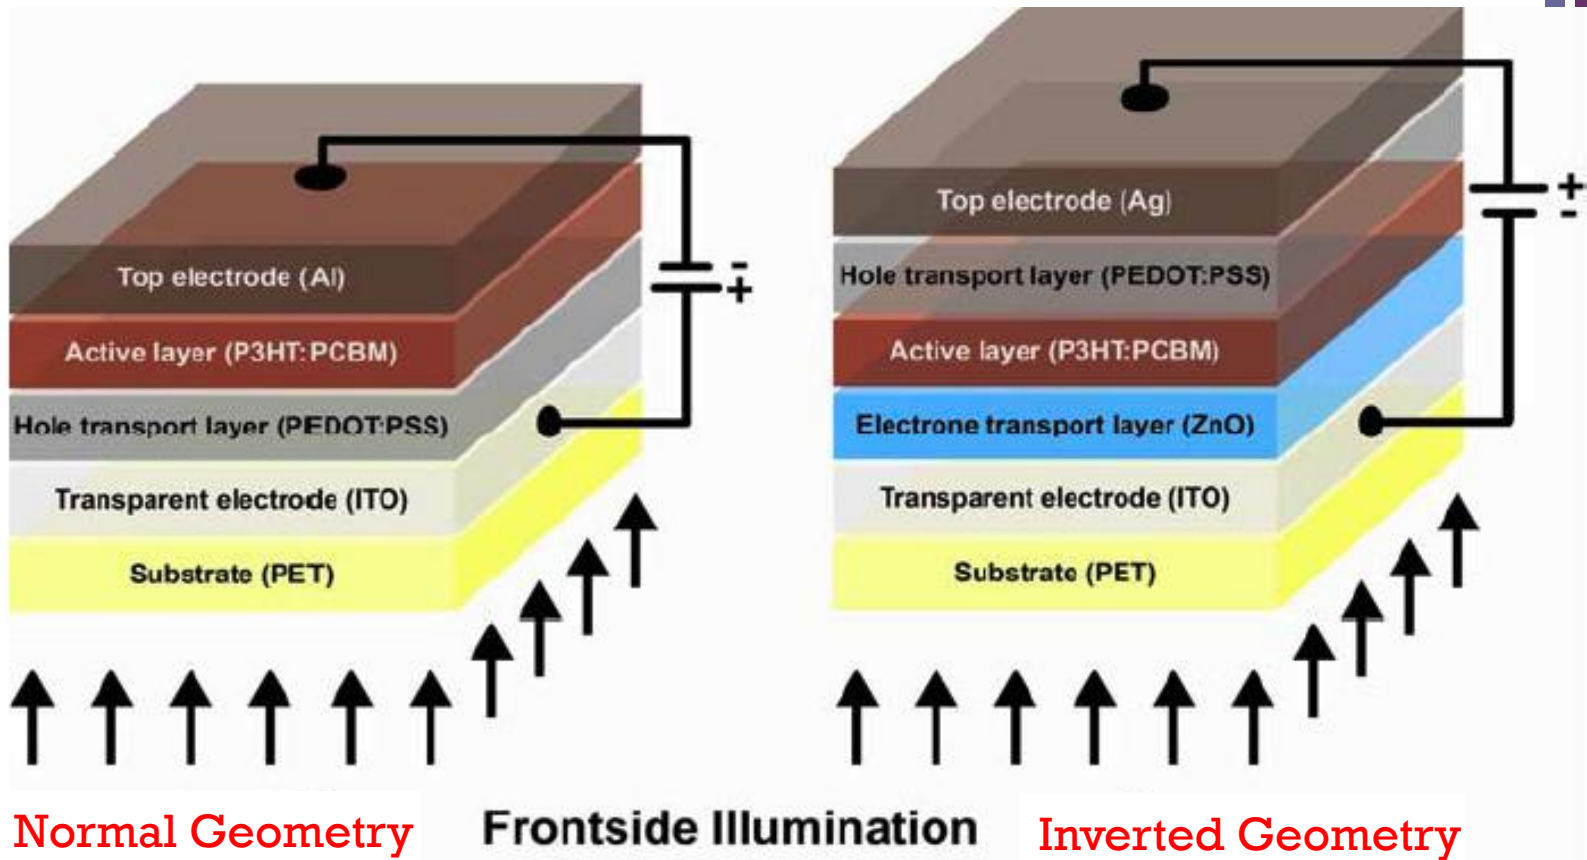 Top electrode (Al)
Active layer (P3HT:PCBM)
Hole transport layer (PEDOT:PSS)
Transparent electrode (ITO)
Substrate (PET)
-
+
Top electrode (Ag)
Hole transport layer (PEDOT:PSS)
Active layer (P3HT:PCBM)
Electrone transport layer (ZnO)
Transparent electrode (ITO)
Substrate (PET)
+
-
Normal Geometry
Frontside Illumination
Inverted Geometry